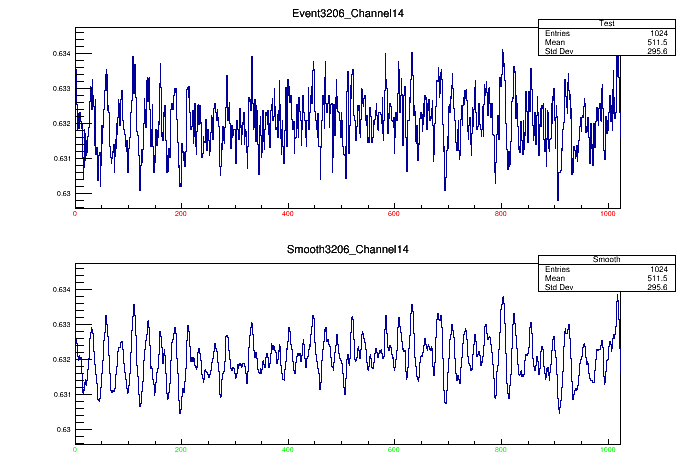 Event3206_Channel14
Test
Entries 1024
Mean 511.5
Std Dev 295.6
0.634
0.633
0.632
0.631
0.63
0 200 400 600 800 1000
Smooth3206_Channel14
Smooth
Entries 1024
Mean 511.5
Std Dev 295.6
0.634
0.633
0.632
0.631
0.63
0 200 400 600 800 1000